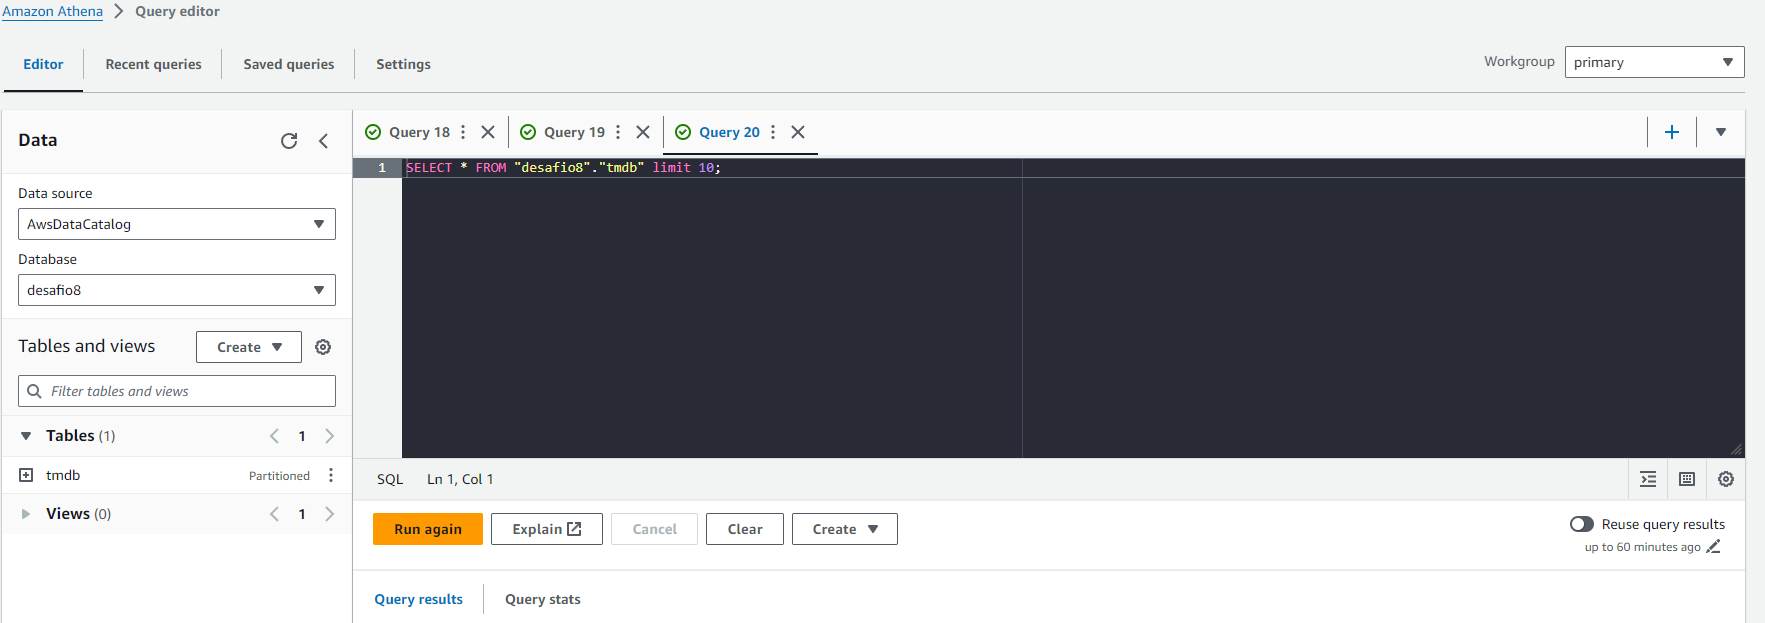 Amazon Athena > Query editor
Editor
Recent queries
Saved queries
Settings
Workgroup
primary
Data
Data source
AwsDataCatalog
Database
desafio8
Tables and views
Create
Filter tables and views
Tables (1)
1
tmdb
Partitioned
Views (0)
1
Query 18
Query 19
Query 20
1
SELECT * FROM "desafio8"."tmdb" limit 10;
SQL
Ln 1, Col 1
Run again
Explain
Cancel
Clear
Create
Reuse query results
up to 60 minutes ago
Query results
Query stats